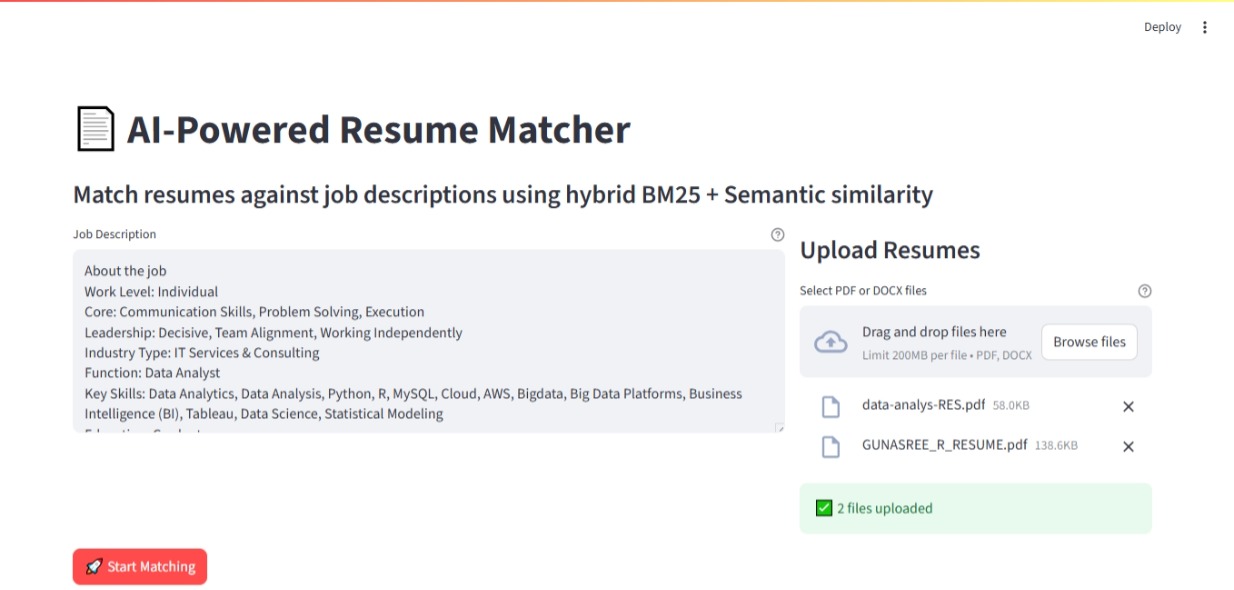 Deploy
AI-Powered Resume Matcher
Match resumes against job descriptions using hybrid BM25 + Semantic similarity
Job Description
About the job
Work Level: Individual
Core: Communication Skills, Problem Solving, Execution
Leadership: Decisive, Team Alignment, Working Independently
Industry Type: IT Services & Consulting
Function: Data Analyst
Key Skills: Data Analytics, Data Analysis, Python, R, MySQL, Cloud, AWS, Bigdata, Big Data Platforms, Business
Intelligence (BI), Tableau, Data Science, Statistical Modeling
Upload Resumes
Select PDF or DOCX files
Drag and drop files here
Limit 200MB per file • PDF, DOCX
Browse files
data-analys-RES.pdf 58.0KB
GUNASREE_R_RESUME.pdf 138.6KB
2 files uploaded
Start Matching